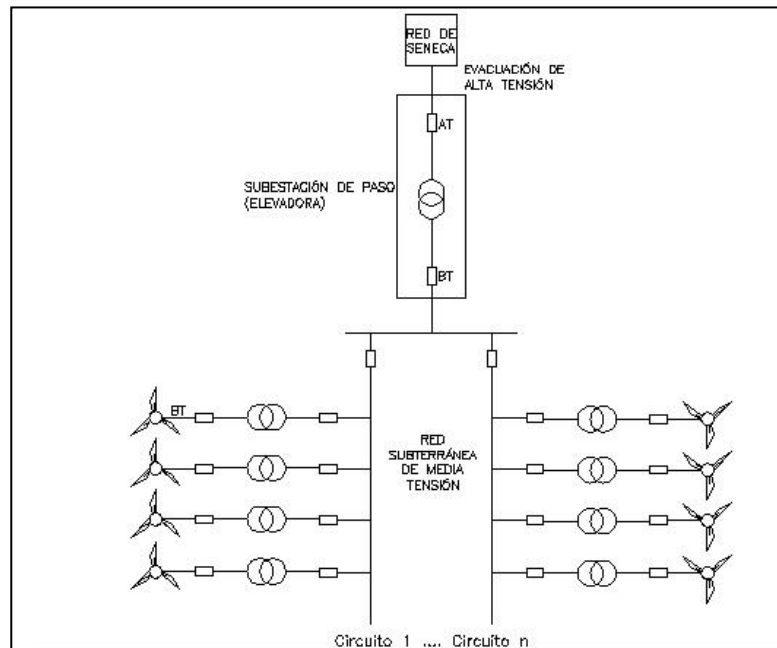 RED DE
SENECA
EVACUACIÓN DE
ALTA TENSIÓN
AT
SUBESTACIÓN DE PASO
(ELEVADORA)
BT
BT
RED
SUBTERRÁNEA
DE MEDIA
TENSIÓN
Circuito 1 .... Circuito n